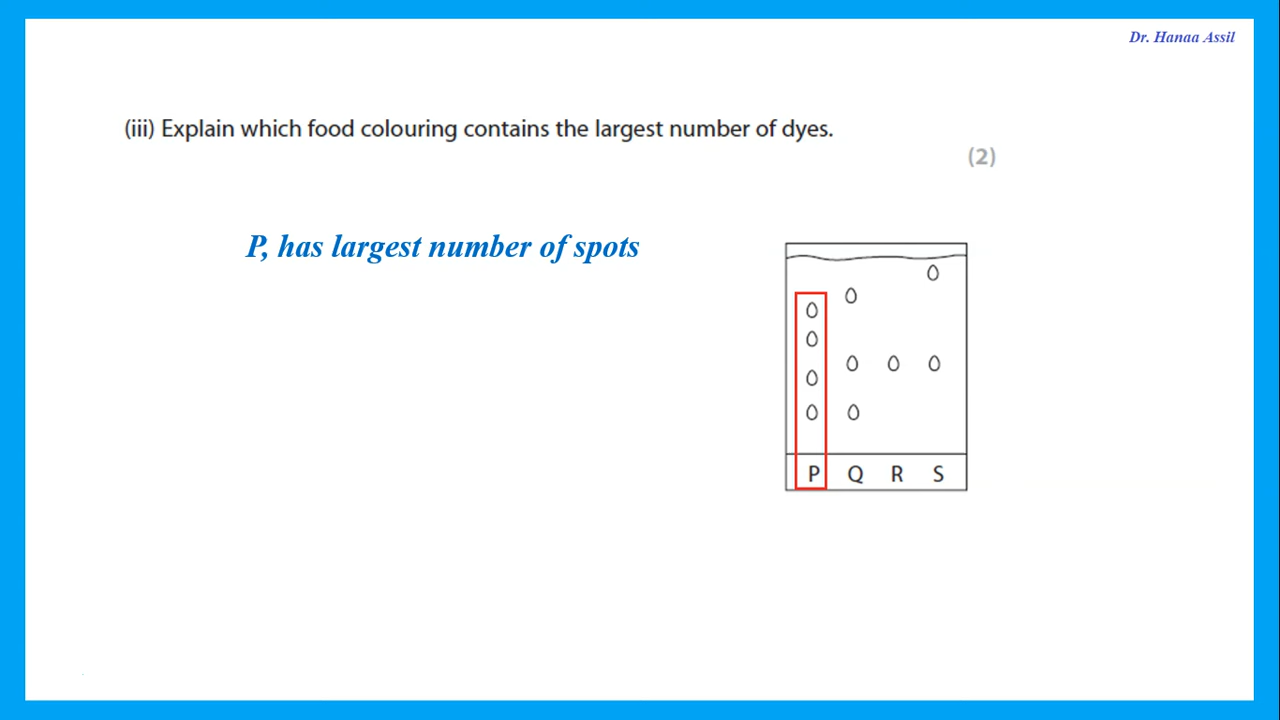 Dr. Hanaa Assil
(iii) Explain which food colouring contains the largest number of dyes.
(2)
P, has largest number of spots
P Q R S